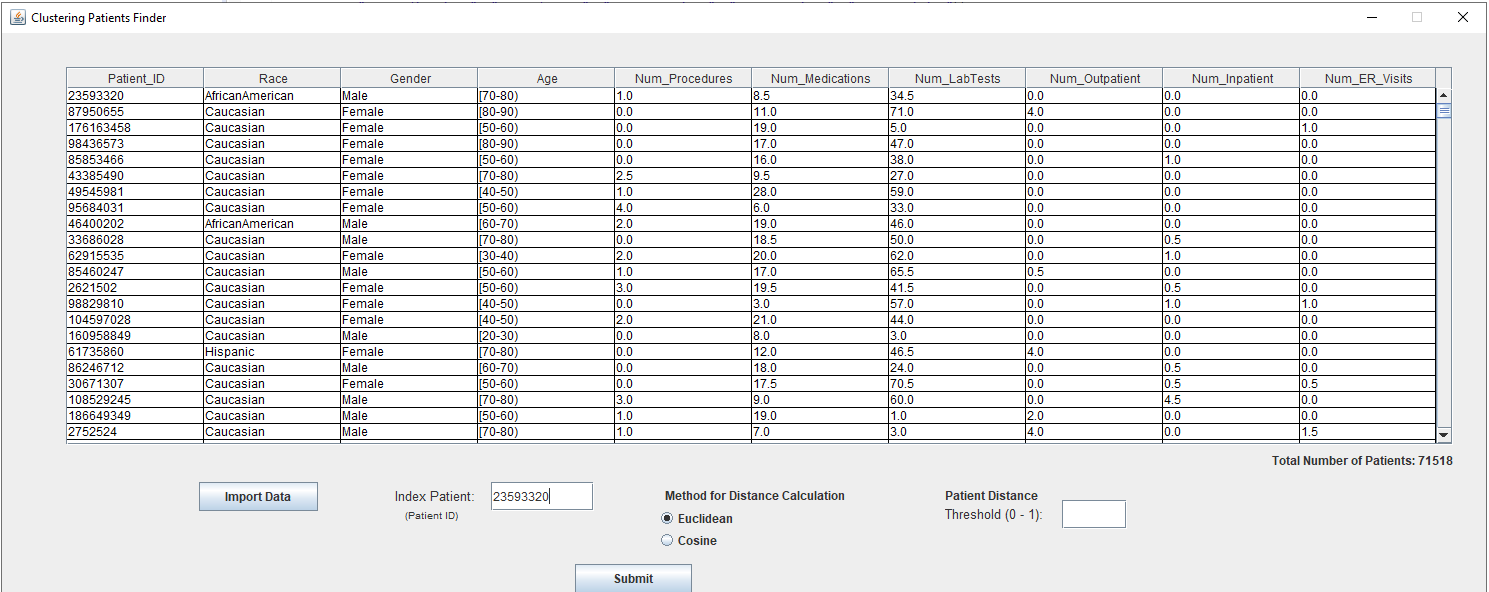 Clustering Patients Finder
Patient_ID Race Gender Age Num_Procedures Num_Medications Num_LabTests Num_Outpatient Num_Inpatient Num_ER_Visits
23593320 AfricanAmerican Male [70-80) 1.0 8.5 34.5 0.0 0.0 0.0
87950655 Caucasian Female [80-90) 0.0 11.0 71.0 4.0 0.0 0.0
176163458 Caucasian Female [50-60) 0.0 19.0 5.0 0.0 0.0 1.0
98436573 Caucasian Female [80-90) 0.0 17.0 47.0 0.0 0.0 0.0
85853466 Caucasian Female [50-60) 0.0 16.0 38.0 0.0 1.0 0.0
43385490 Caucasian Female [70-80) 2.5 9.5 27.0 0.0 0.0 0.0
49545981 Caucasian Female [40-50) 1.0 28.0 59.0 0.0 0.0 0.0
95684031 Caucasian Female [50-60) 4.0 6.0 33.0 0.0 0.0 0.0
46400202 AfricanAmerican Male [60-70) 2.0 19.0 46.0 0.0 0.0 0.0
33686028 Caucasian Male [70-80) 0.0 18.5 50.0 0.0 0.5 0.0
62915535 Caucasian Female [30-40) 2.0 20.0 62.0 0.0 1.0 0.0
85460247 Caucasian Male [50-60) 1.0 17.0 65.5 0.5 0.0 0.0
2621502 Caucasian Female [50-60) 3.0 19.5 41.5 0.0 0.5 0.0
98829810 Caucasian Female [40-50) 0.0 3.0 57.0 0.0 1.0 1.0
104597028 Caucasian Female [40-50) 2.0 21.0 44.0 0.0 0.0 0.0
160958849 Caucasian Male [20-30) 0.0 8.0 3.0 0.0 0.0 0.0
61735860 Hispanic Female [70-80) 0.0 12.0 46.5 4.0 0.0 0.0
86246712 Caucasian Male [60-70) 0.0 18.0 24.0 0.0 0.5 0.0
30671307 Caucasian Female [50-60) 0.0 17.5 70.5 0.0 0.5 0.5
108529245 Caucasian Male [70-80) 3.0 9.0 60.0 0.0 4.5 0.0
186649349 Caucasian Male [50-60) 1.0 19.0 1.0 2.0 0.0 0.0
2752524 Caucasian Male [70-80) 1.0 7.0 3.0 4.0 0.0 1.5
Total Number of Patients: 71518
Import Data
Index Patient: 23593320
(Patient ID)
Method for Distance Calculation
Euclidean
Cosine
Patient Distance
Threshold (0 - 1):
Submit